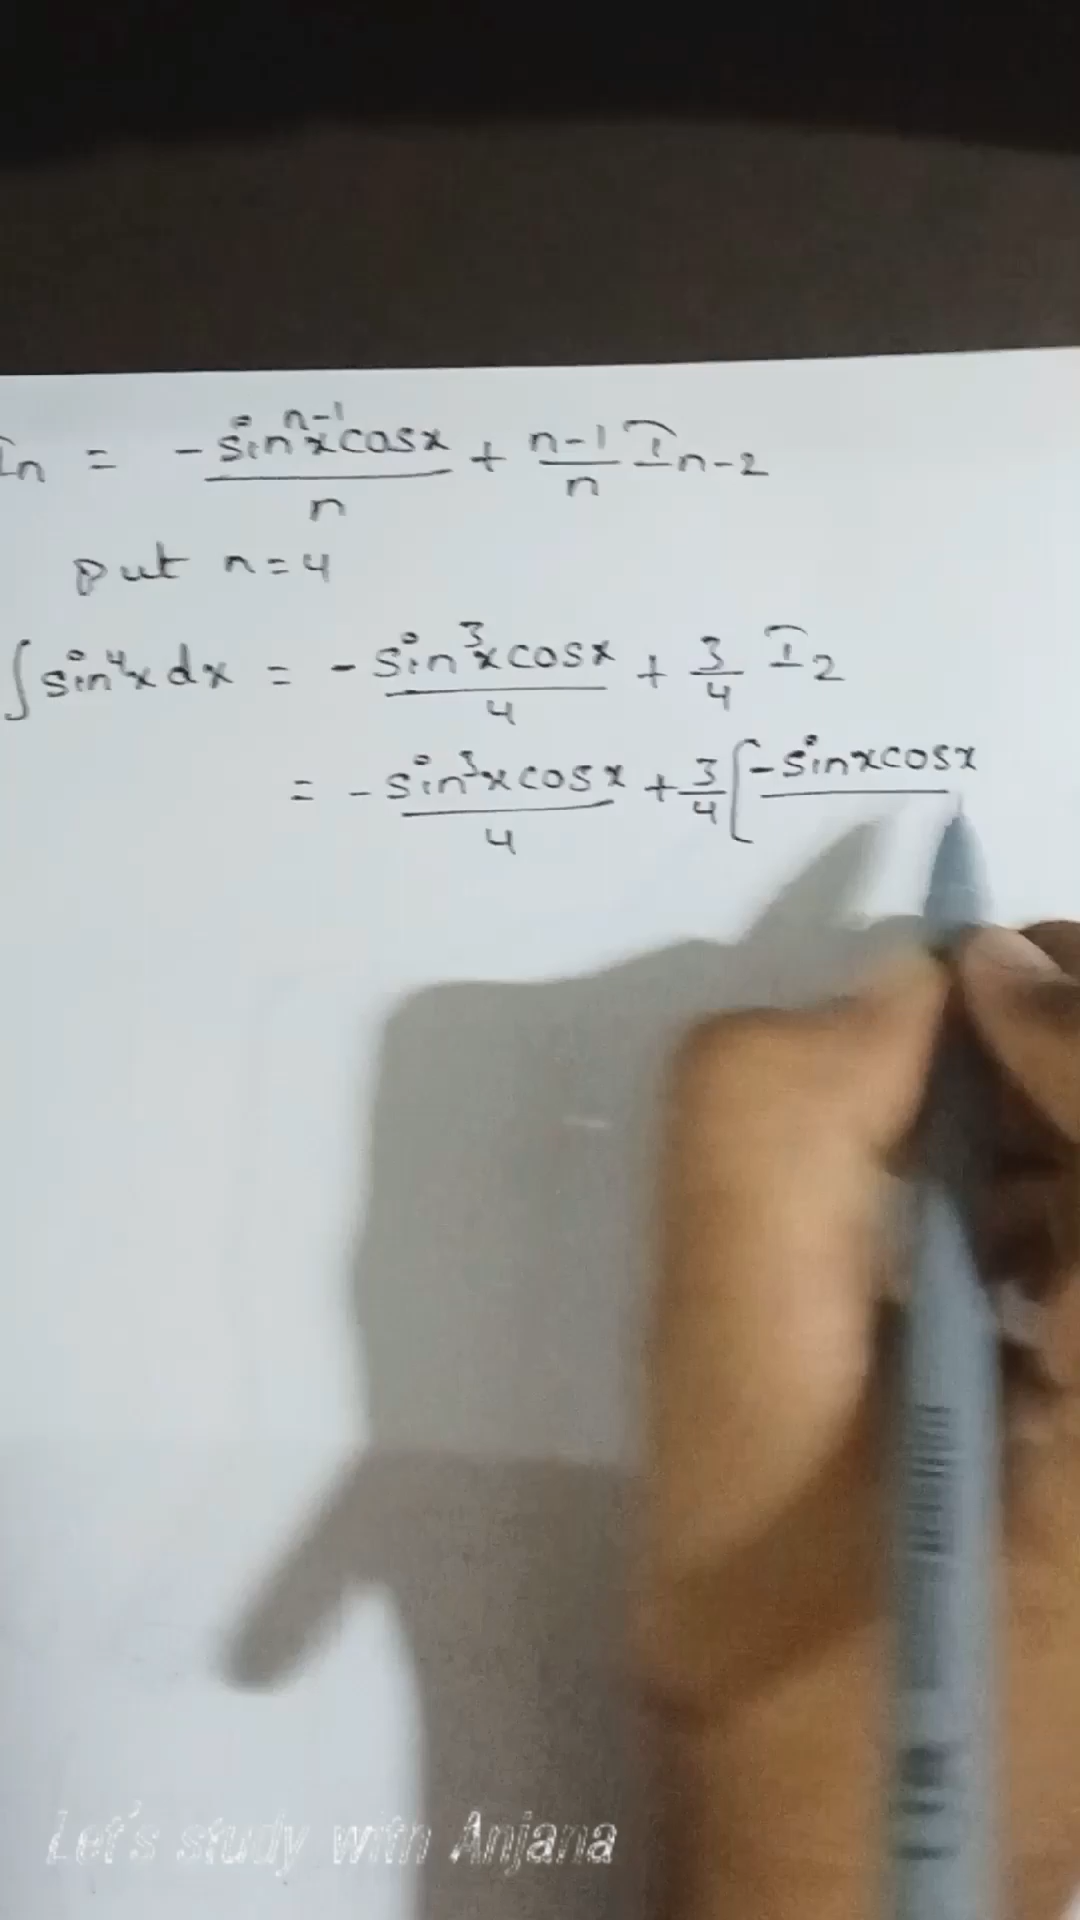 In = -sin^{n-1}x cosx / n + n-1/n I_{n-2}
put n=4
∫sin^4x dx = -sin^3x cosx / 4 + 3/4 I_2
= -sin^3x cosx / 4 + 3/4 [-sinx cosx
Let's study with Anjana